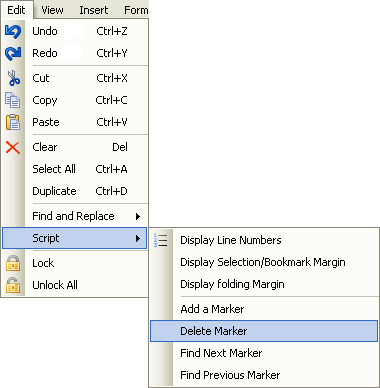 Edit View Insert Form
Undo Ctrl+Z
Redo Ctrl+Y
Cut Ctrl+X
Copy Ctrl+C
Paste Ctrl+V
Clear Del
Select All Ctrl+A
Duplicate Ctrl+D
Find and Replace
Script
Lock
Unlock All
Display Line Numbers
Display Selection/Bookmark Margin
Display folding Margin
Add a Marker
Delete Marker
Find Next Marker
Find Previous Marker